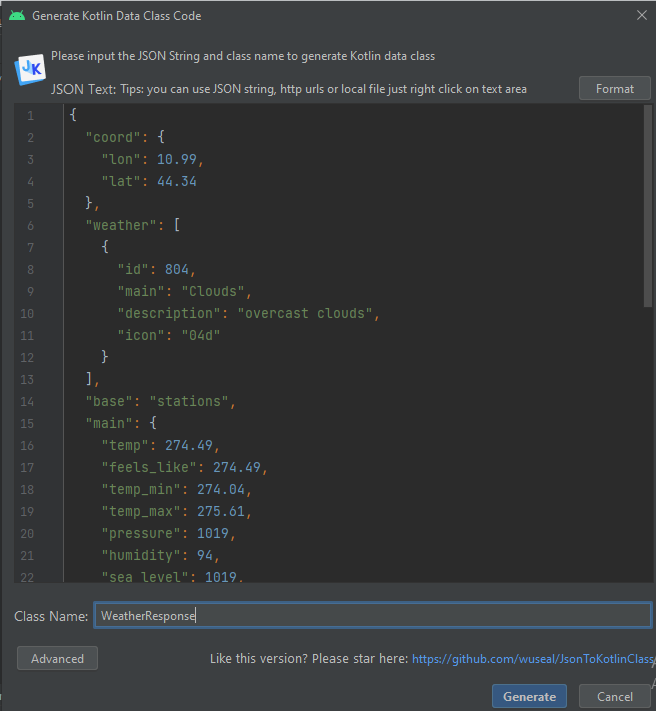 Generate Kotlin Data Class Code
Please input the JSON String and class name to generate Kotlin data class
JK
JSON Text: Tips: you can use JSON string, http urls or local file just right click on text area
Format
1 {
2 "coord": {
3 "lon": 10.99,
4 "lat": 44.34
5 },
6 "weather": [
7 {
8 "id": 804,
9 "main": "Clouds",
10 "description": "overcast clouds",
11 "icon": "04d"
12 }
13 ],
14 "base": "stations",
15 "main": {
16 "temp": 274.49,
17 "feels_like": 274.49,
18 "temp_min": 274.04,
19 "temp_max": 275.61,
20 "pressure": 1019,
21 "humidity": 94,
22 "sea_level": 1019,
Class Name: WeatherResponse
Advanced
Like this version? Please star here: https://github.com/wuseal/JsonToKotlinClass
Generate
Cancel